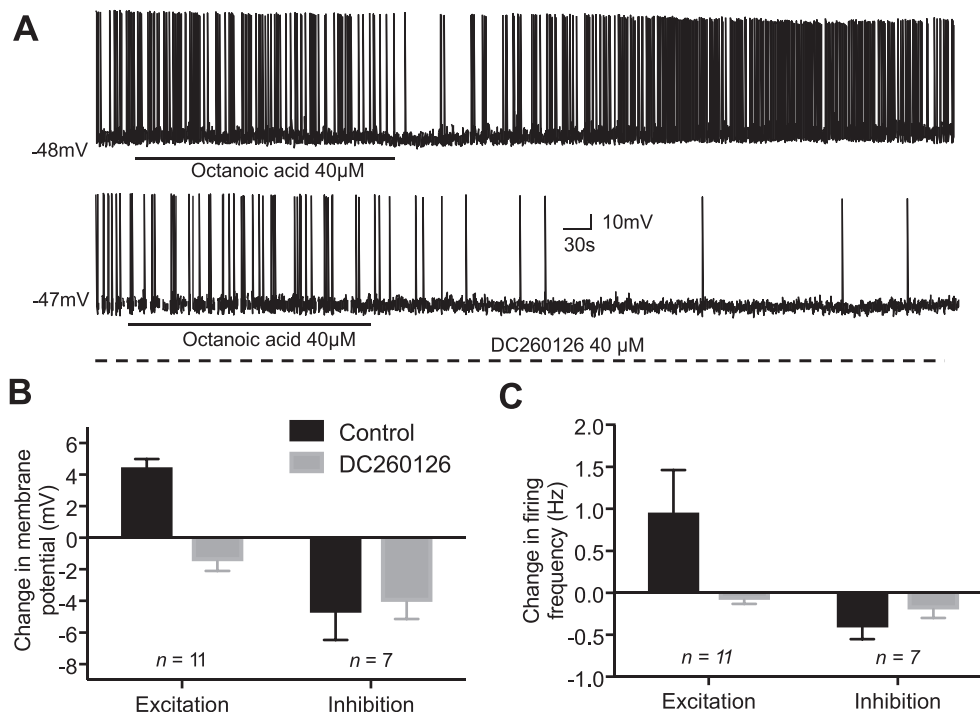 A
-48mV
Octanoic acid 40µM
10mV
30s
-47mV
Octanoic acid 40µM
DC260126 40 µM
B
Control
DC260126
Change in membrane
potential (mV)
6
4
2
0
-2
-4
-6
-8
n = 11
n = 7
Excitation
Inhibition
C
Change in firing
frequency (Hz)
2.0
1.5
1.0
0.5
0.0
-0.5
-1.0
n = 11
n = 7
Excitation
Inhibition